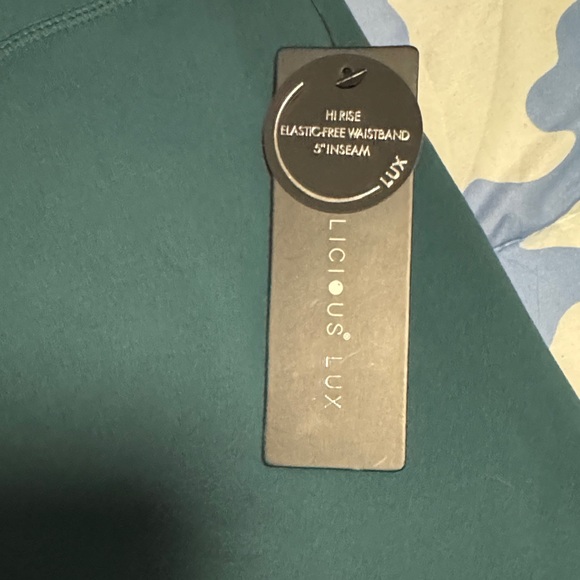 HI RISE
ELASTIC-FREE WAISTBAND
5" INSEAM
LUX
LICIOUS LUX